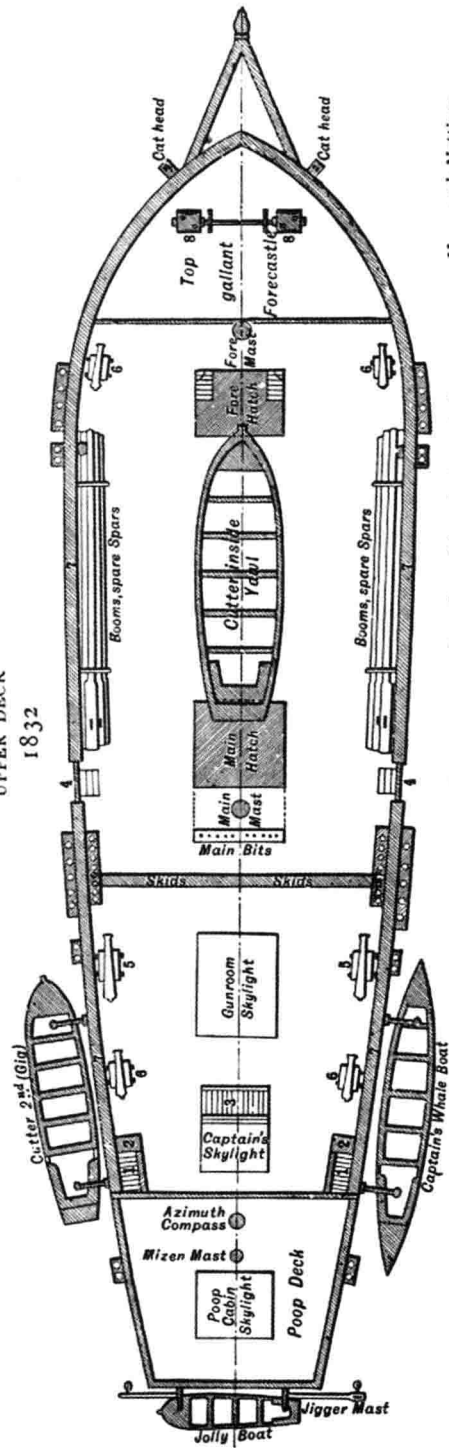 UPPER DECK
1832
Cutter 2nd (Gig)
4
Booms, spare Spars
7
Cat head
6
5
6
2
1
8
Top
gallant
Forecastle
8
Fore
Mast
Fore
Hatch
Cutter inside
Yawl
Main
Hatch
Main
Mast
Main Bits
Skids
Skids
Gunroom
Skylight
3
Captain's
Skylight
Azimuth
Compass
Mizen Mast
Poop
Cabin
Skylight
Poop Deck
1
2
6
5
6
Booms, spare Spars
7
4
Cat head
Captain's Whale Boat
Jigger Mast
Jolly Boat